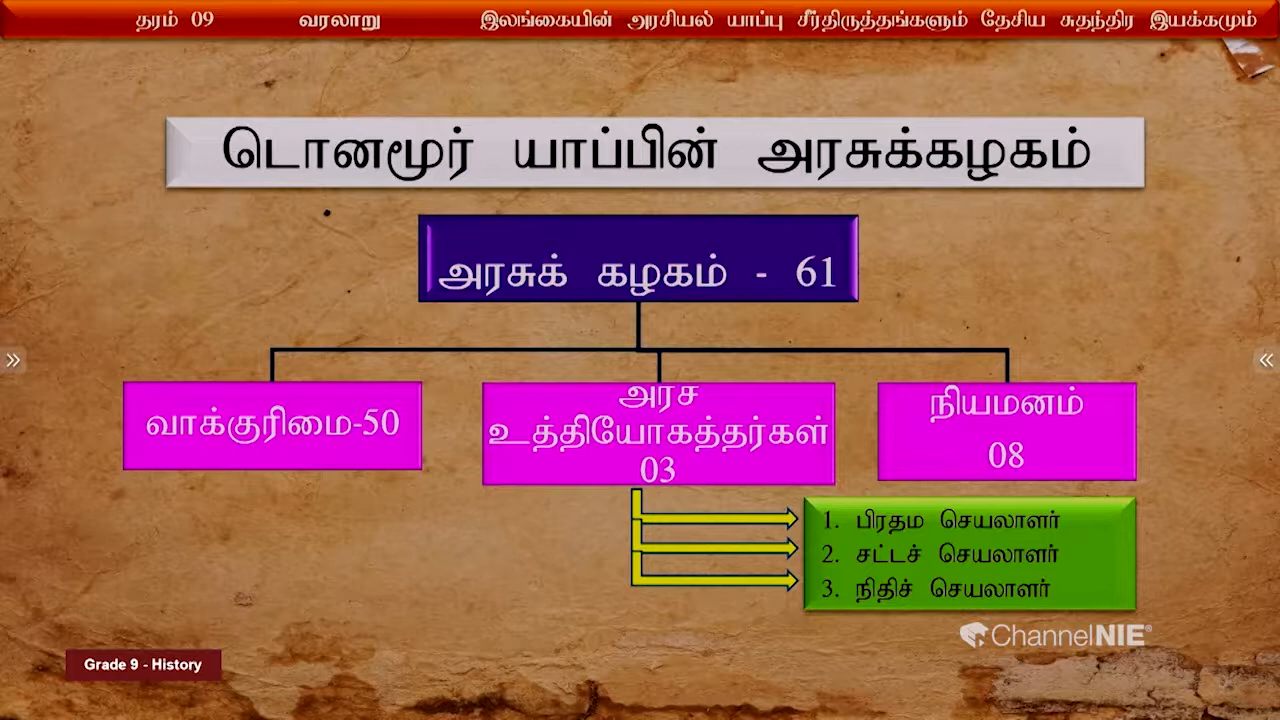 தரம் 09 வரலாறு இலங்கையின் அரசியல் யாப்பு சீர்திருத்தங்களும் தேசிய சுதந்திர இயக்கமும்
டொனமூர் யாப்பின் அரசுக்கழகம்
அரசுக் கழகம் - 61
வாக்குரிமை-50
அரச
உத்தியோகத்தர்கள்
03
நியமனம்
08
1. பிரதம செயலாளர்
2. சட்டச் செயலாளர்
3. நிதிச் செயலாளர்
ChannelNIE®
Grade 9 - History